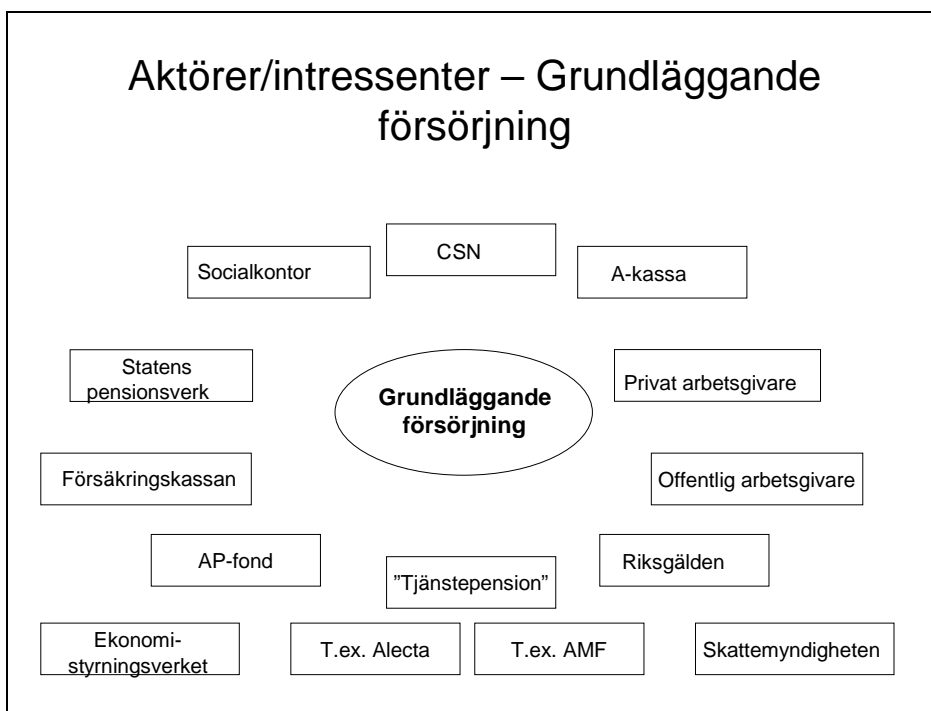 Aktörer/intressenter – Grundläggande
försörjning
CSN
Socialkontor
A-kassa
Statens
pensionsverk
Grundläggande
försörjning
Privat arbetsgivare
Försäkringskassan
Offentlig arbetsgivare
AP-fond
”Tjänstepension”
Riksgälden
Ekonomi-
styrningsverket
T.ex. Alecta
T.ex. AMF
Skattemyndigheten